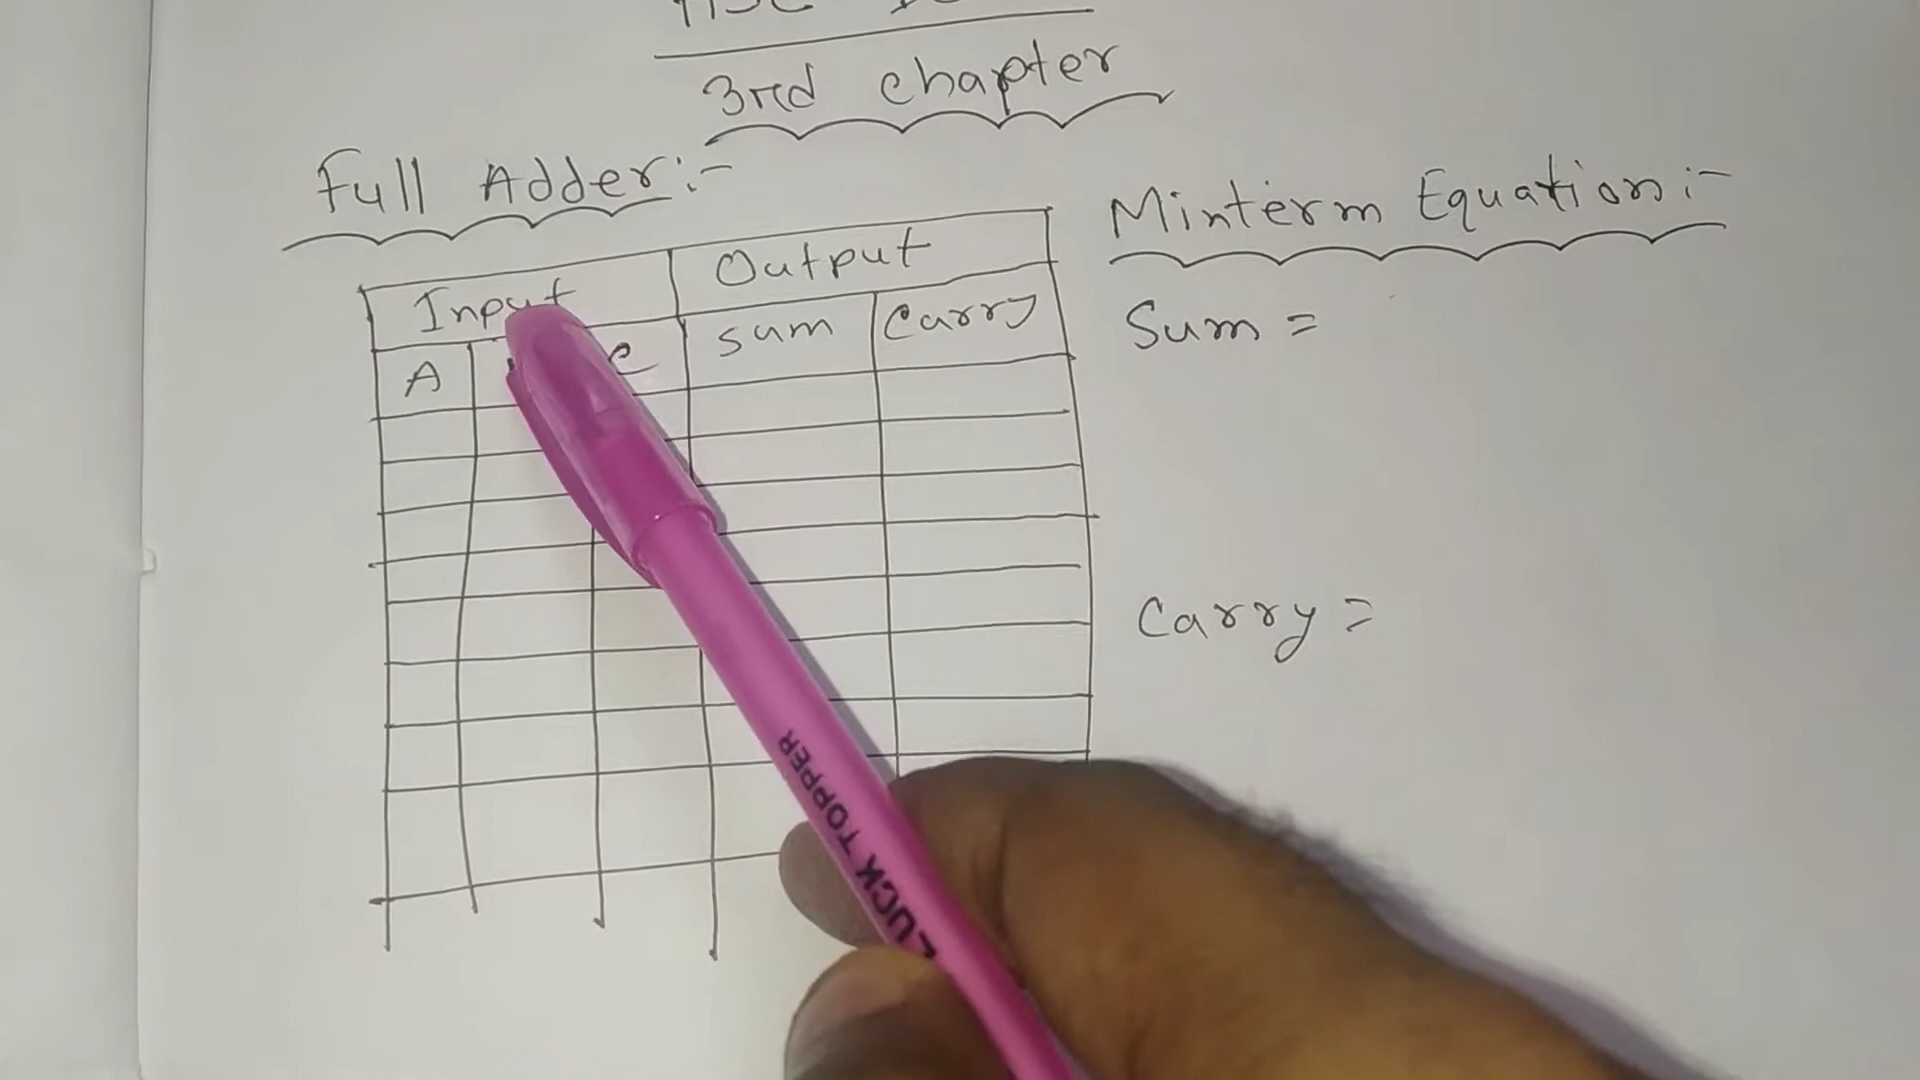 3rd chapter
Full Adder:-
Minterm Equation:-
Input Output
A C sum Carry
Sum =
Carry =
LUCK TOPPER